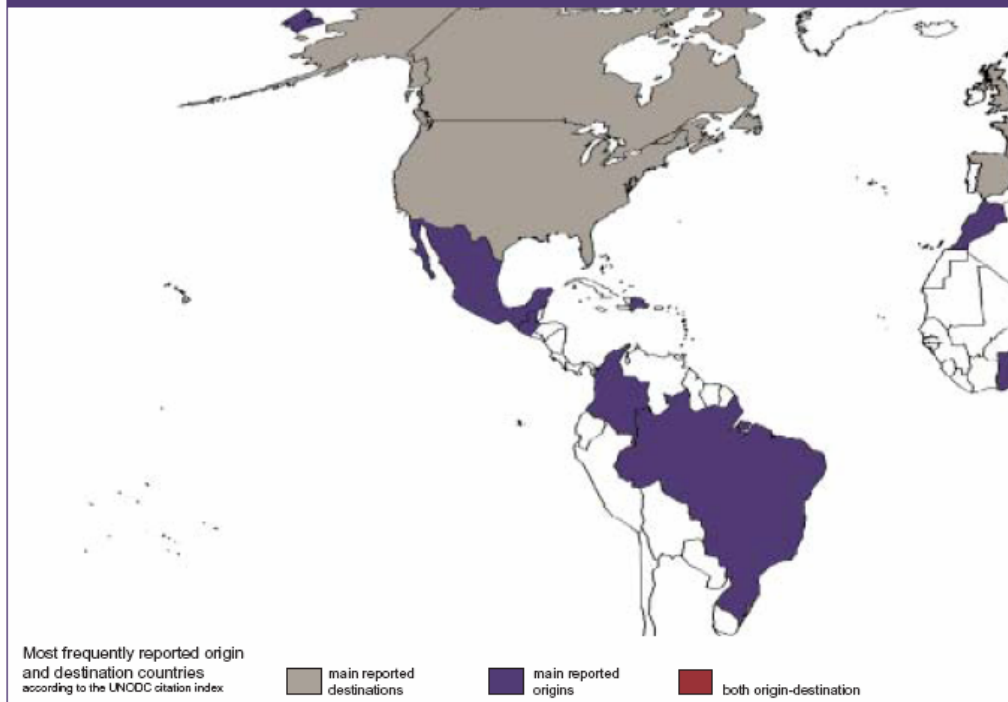 Most frequently reported origin
and destination countries
according to the UNODC citation index
main reported
destinations
main reported
origins
both origin-destination